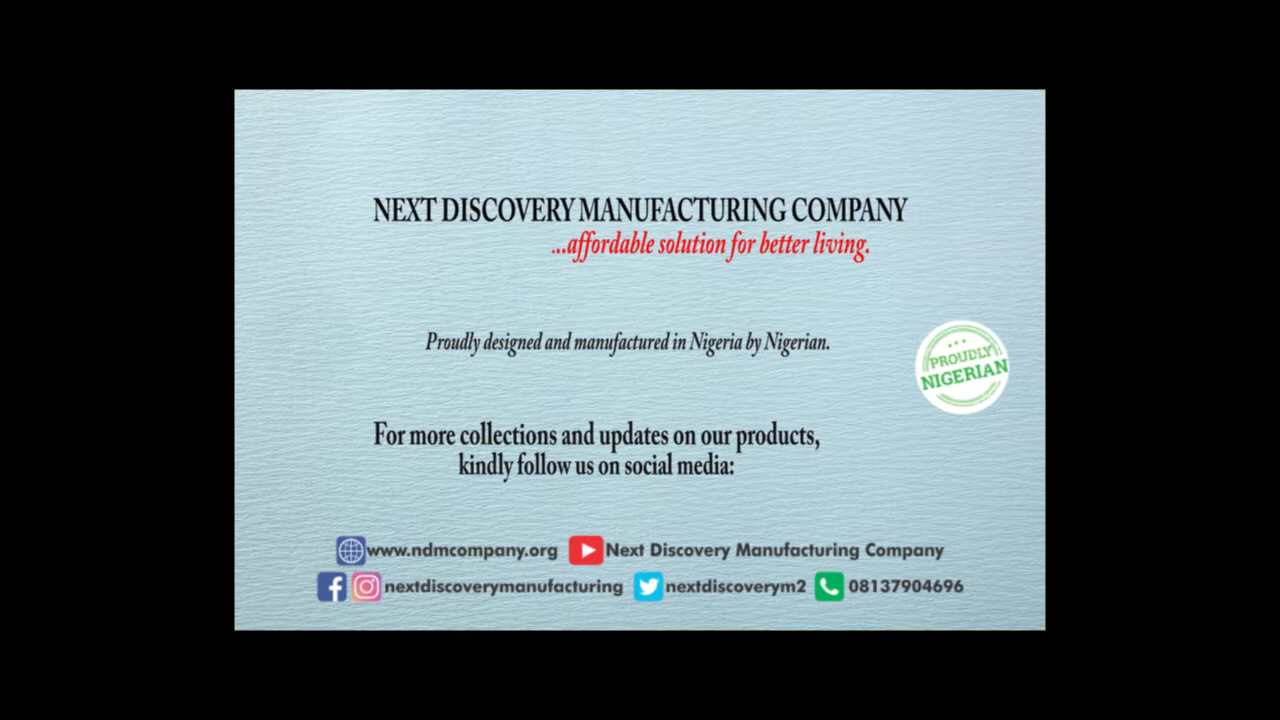 NEXT DISCOVERY MANUFACTURING COMPANY
...affordable solution for better living.
Proudly designed and manufactured in Nigeria by Nigerian.
PROUDLY
NIGERIAN
For more collections and updates on our products,
kindly follow us on social media:
www.ndmcompany.org Next Discovery Manufacturing Company
nextdiscoverymanufacturing nextdiscoverym2 08137904696